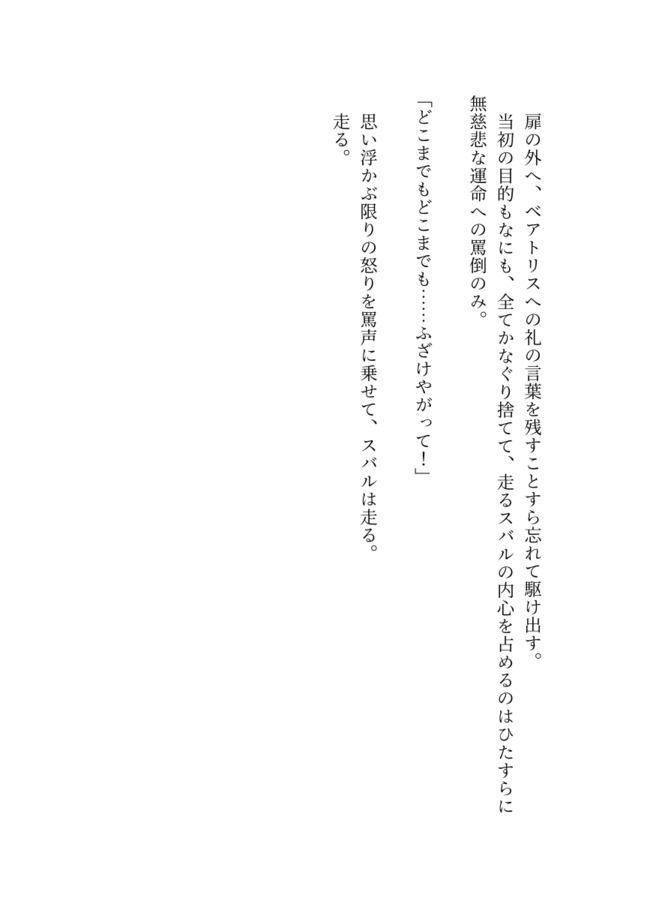 扉の外へ、ベアトリスへの礼の言葉を残すことすら忘れて駆け出す。
当初の目的もなにも、全てかなぐり捨てて、走るスバルの内心を占めるのはひたすらに
無慈悲な運命への罵倒のみ。
「どこまでもどこまでも……ふざけやがって！」
思い浮かぶ限りの怒りを罵声に乗せて、スバルは走る。
走る。